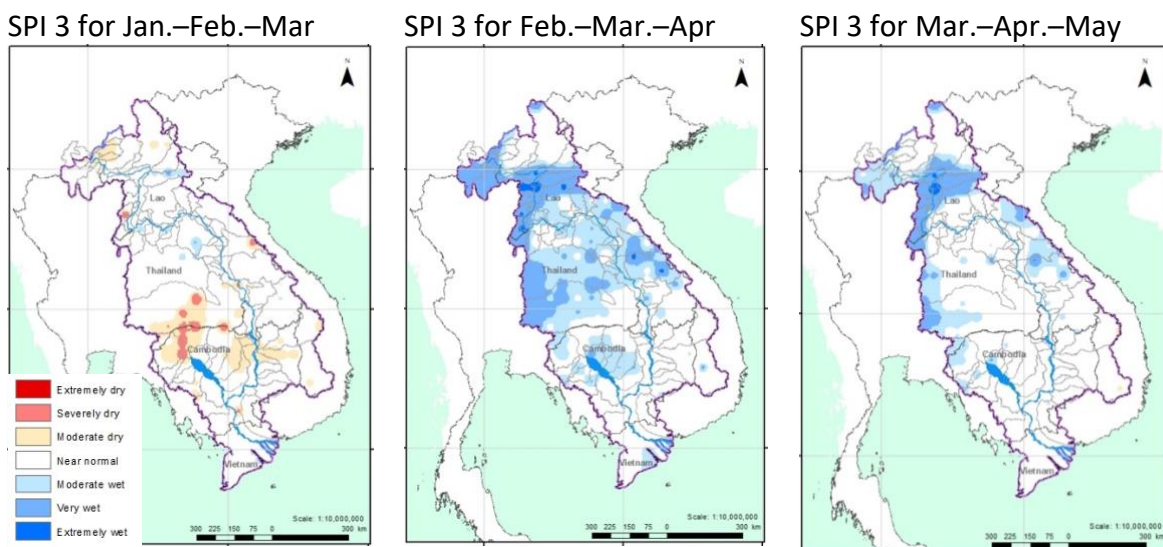 SPI 3 for Jan.–Feb.–Mar
N
Lao
Thailand
Cambodia
Vietnam
Extremely dry
Severely dry
Moderate dry
Near normal
Moderate wet
Very wet
Extremely wet
Scale: 1:10,000,000
300 225 150 75 0 300
km
SPI 3 for Feb.–Mar.–Apr
N
Lao
Thailand
Cambodia
Vietnam
Scale: 1:10,000,000
300 225 150 75 0 300
km
SPI 3 for Mar.–Apr.–May
N
Lao
Thailand
Cambodia
Vietnam
Scale: 1:10,000,000
300 225 150 75 0 300
km